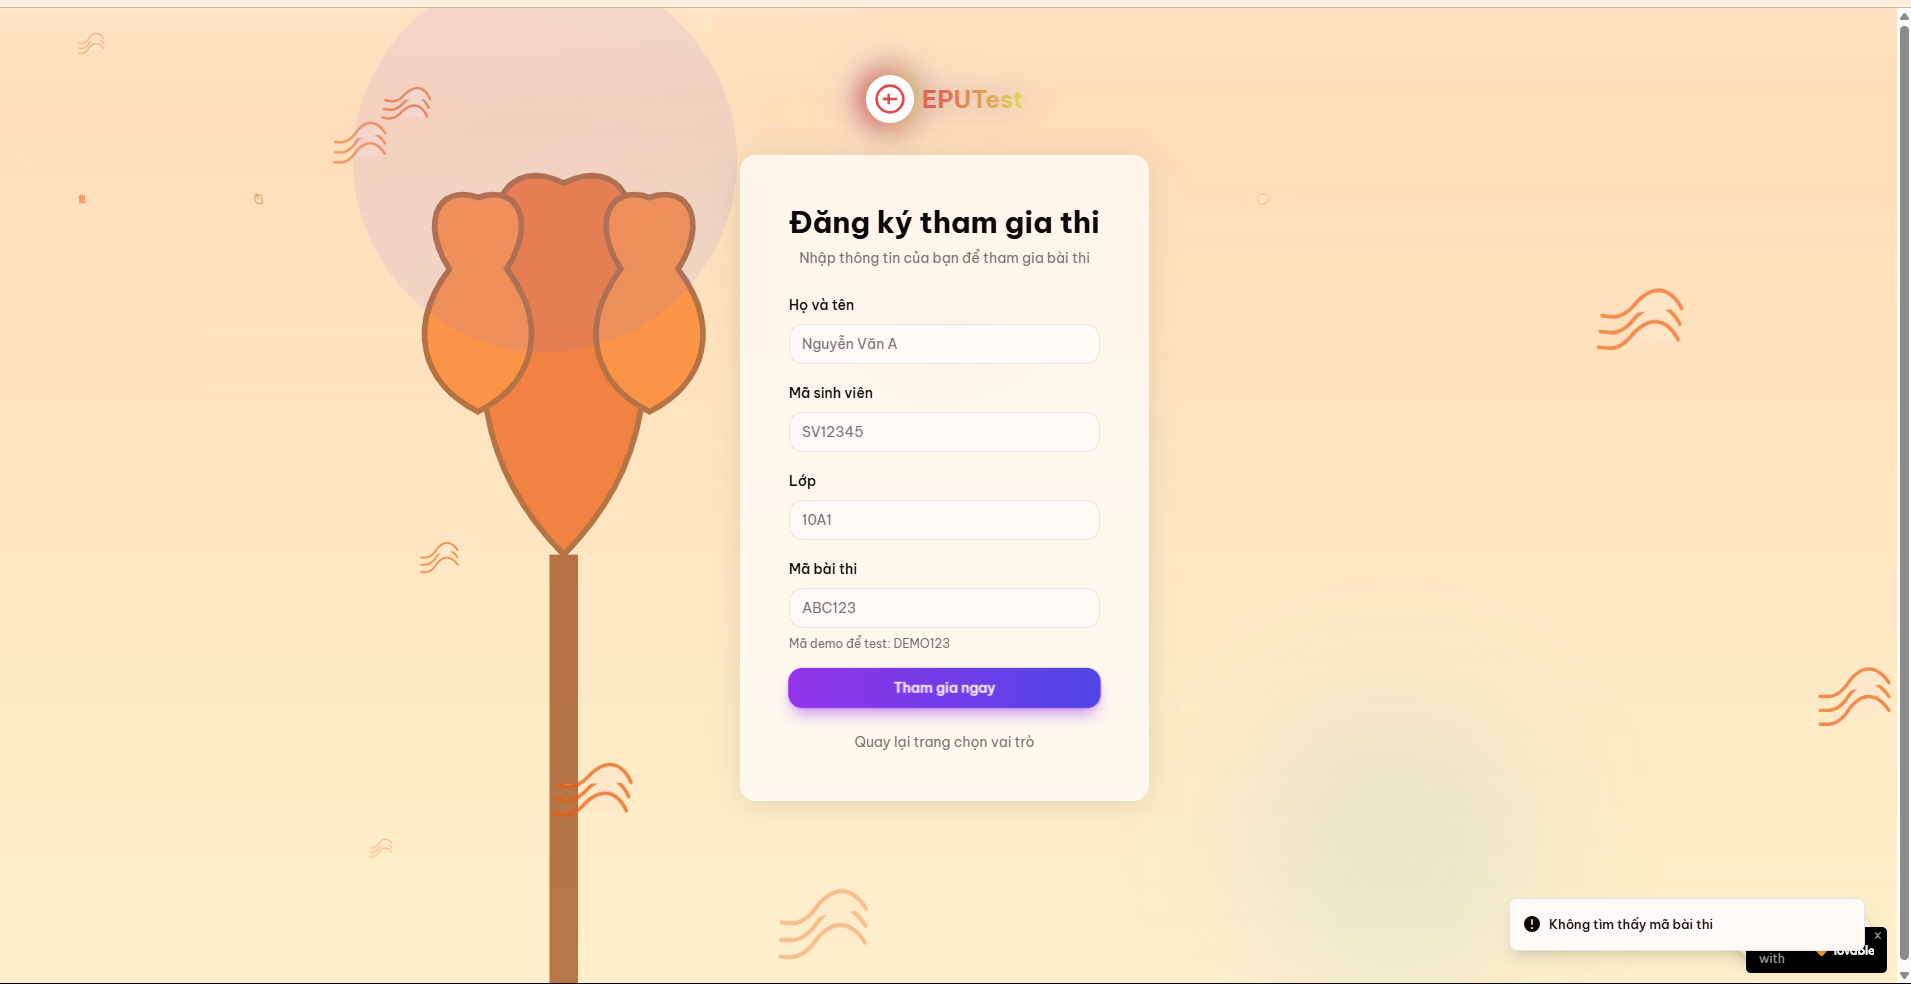 EPUTest
Đăng ký tham gia thi
Nhập thông tin của bạn để tham gia bài thi
Họ và tên
Nguyễn Văn A
Mã sinh viên
SV12345
Lớp
10A1
Mã bài thi
ABC123
Mã demo để test: DEMO123
Tham gia ngay
Quay lại trang chọn vai trò
Không tìm thấy mã bài thi
x
with lovable